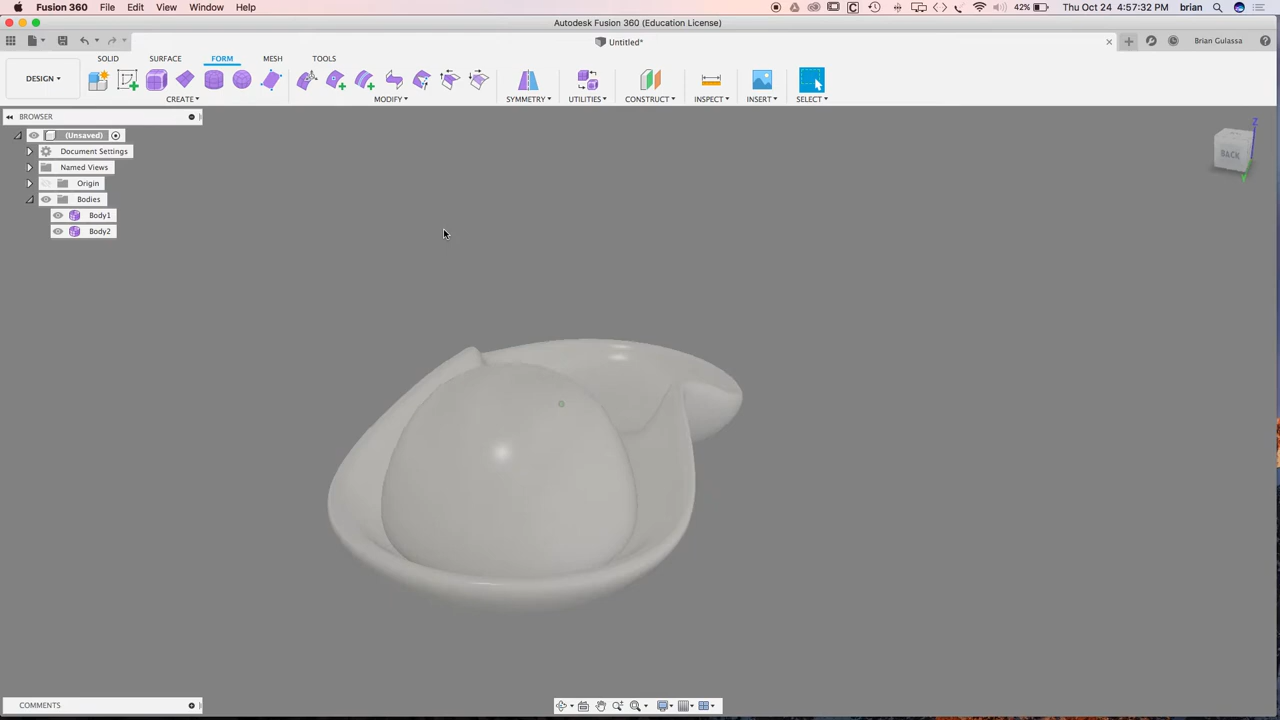 Fusion 360 File Edit View Window Help 42% Thu Oct 24 4:57:32 PM brian
Autodesk Fusion 360 (Education License)
Untitled* Brian Gulassa
SOLID SURFACE FORM MESH TOOLS
DESIGN
CREATE MODIFY SYMMETRY UTILITIES CONSTRUCT INSPECT INSERT SELECT
BROWSER
(Unsaved)
Document Settings
Named Views
Origin
Bodies
Body1
Body2
Z
BACK
Y
COMMENTS